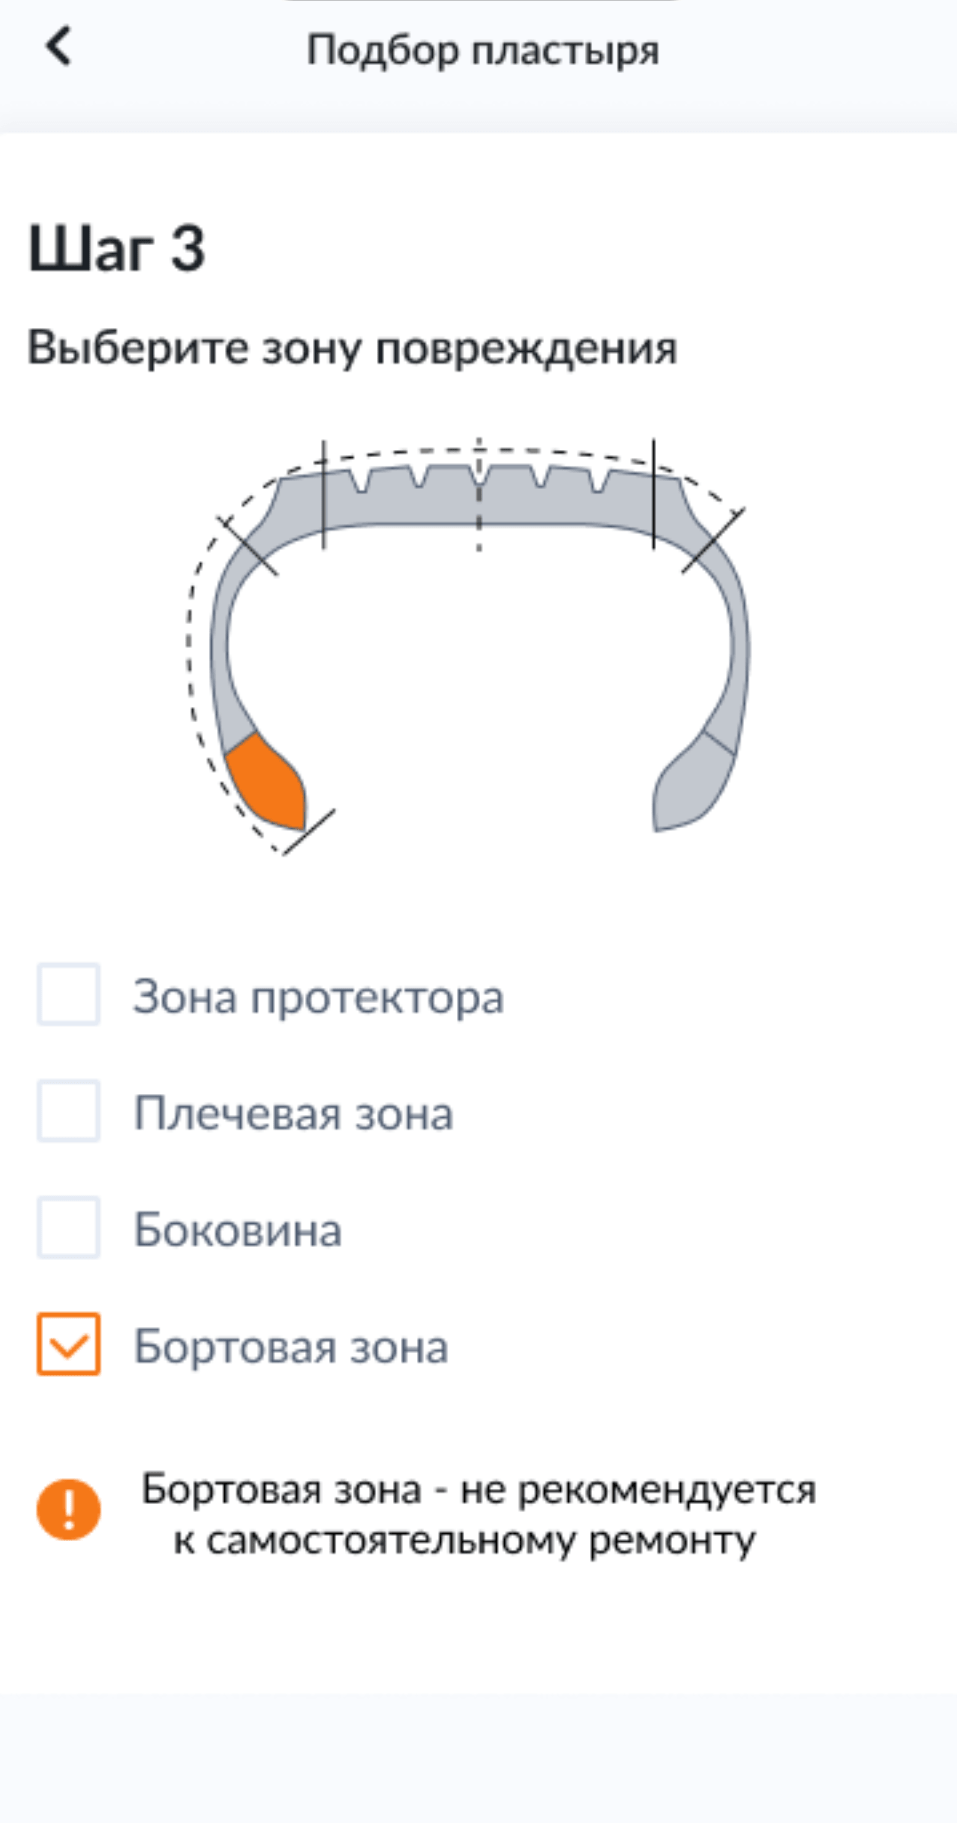 Подбор пластыря
Шаг 3
Выберите зону повреждения
Зона протектора
Плечевая зона
Боковина
Бортовая зона
Бортовая зона - не рекомендуется
к самостоятельному ремонту